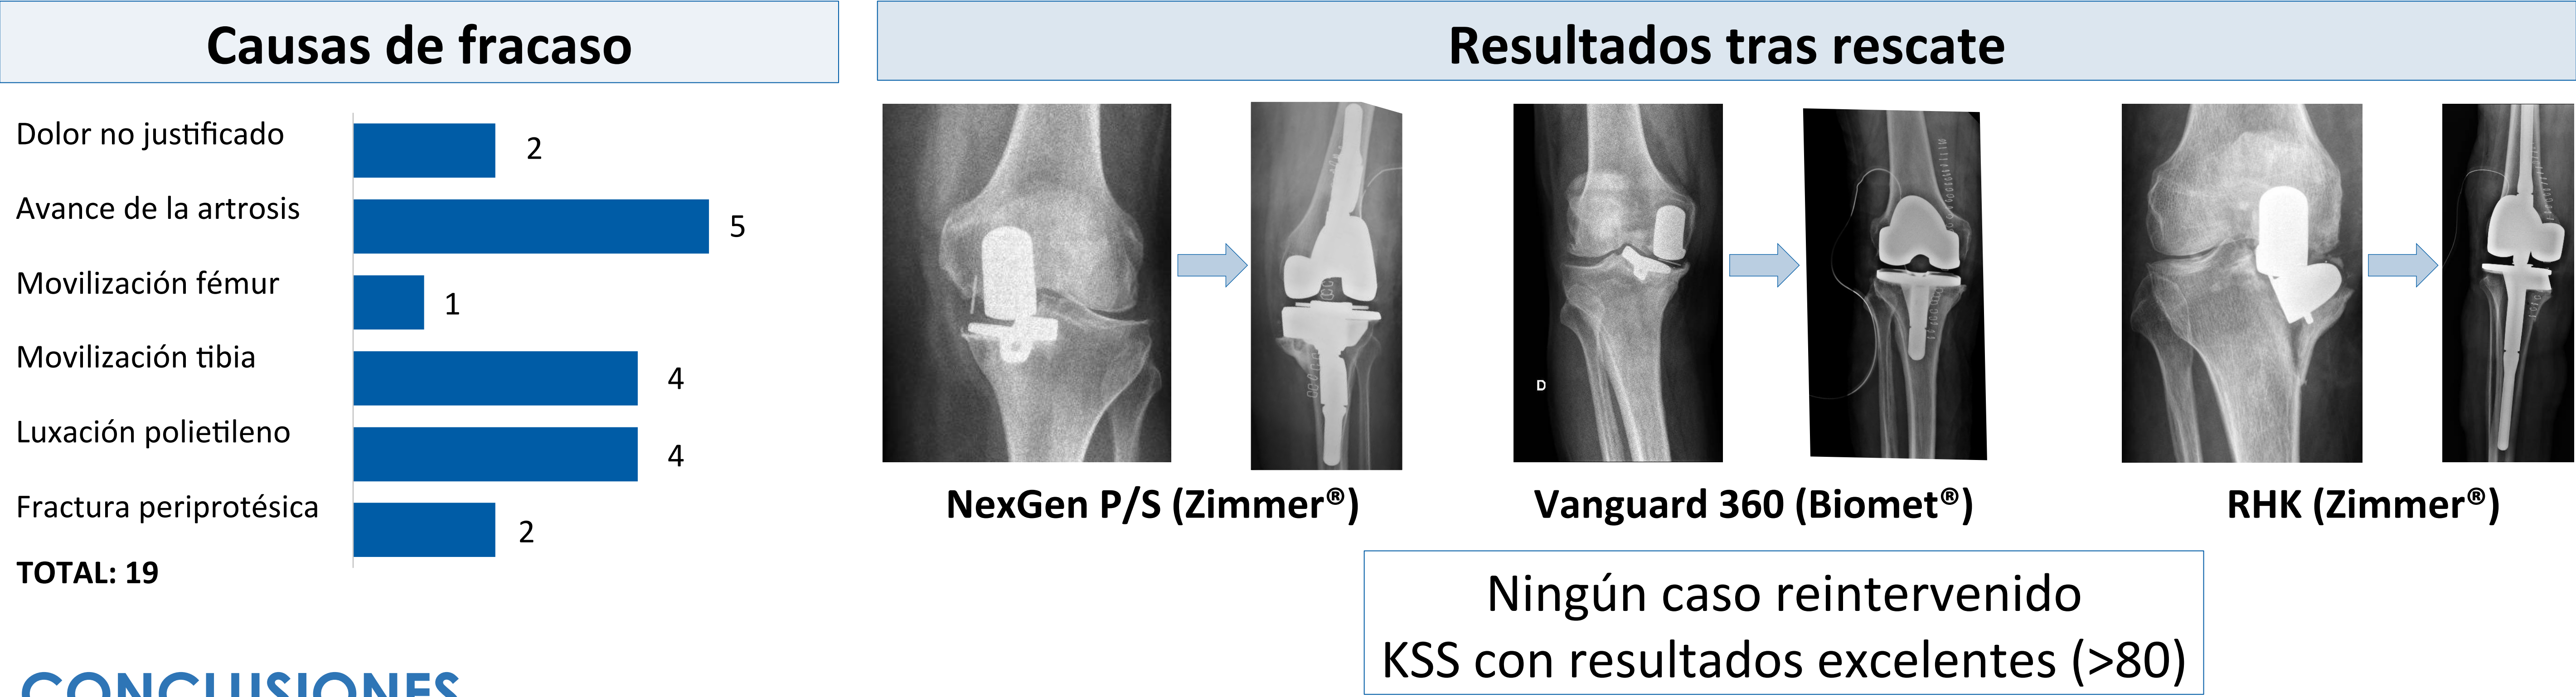 Causas de fracaso
Dolor no justificado
2
Avance de la artrosis
5
Movilización fémur
1
Movilización tibia
4
Luxación polietileno
4
Fractura periprotésica
2
TOTAL: 19
Resultados tras rescate
D
NexGen P/S (Zimmer®)
Vanguard 360 (Biomet®)
RHK (Zimmer®)
Ningún caso reintervenido
KSS con resultados excelentes (>80)
CONCLUSIONES